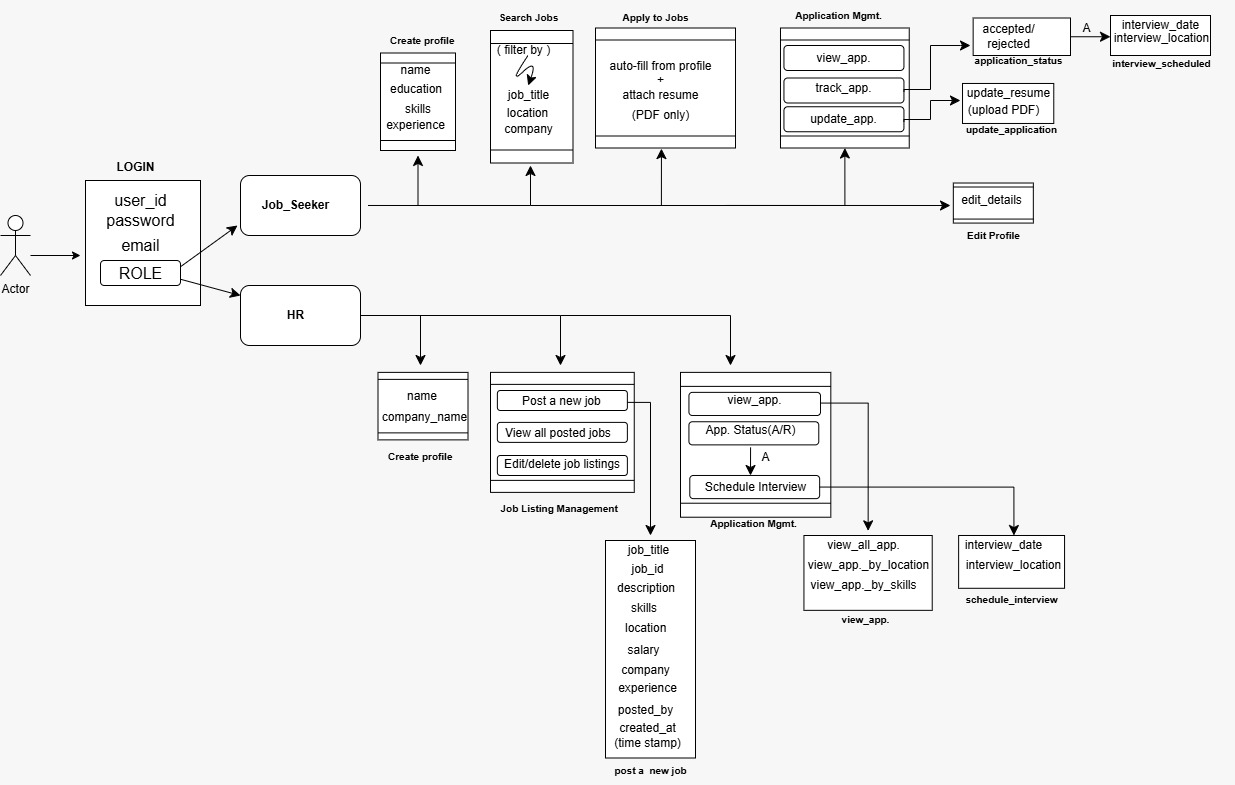 Create profile
name
education
skills
experience
Search Jobs
( filter by )
job_title
location
company
Apply to Jobs
auto-fill from profile
+
attach resume
(PDF only)
Application Mgmt.
view_app.
track_app.
update_app.
accepted/
rejected
application_status
A
interview_date
interview_location
interview_scheduled
update_resume
(upload PDF)
update_application
edit_details
Edit Profile
LOGIN
user_id
password
email
ROLE
Actor
Job_Seeker
HR
name
company_name
Create profile
Post a new job
View all posted jobs
Edit/delete job listings
Job Listing Management
view_app.
App. Status(A/R)
A
Schedule Interview
Application Mgmt.
job_title
job_id
description
skills
location
salary
company
experience
posted_by
created_at
(time stamp)
post a new job
view_all_app.
view_app._by_location
view_app._by_skills
view_app.
interview_date
interview_location
schedule_interview